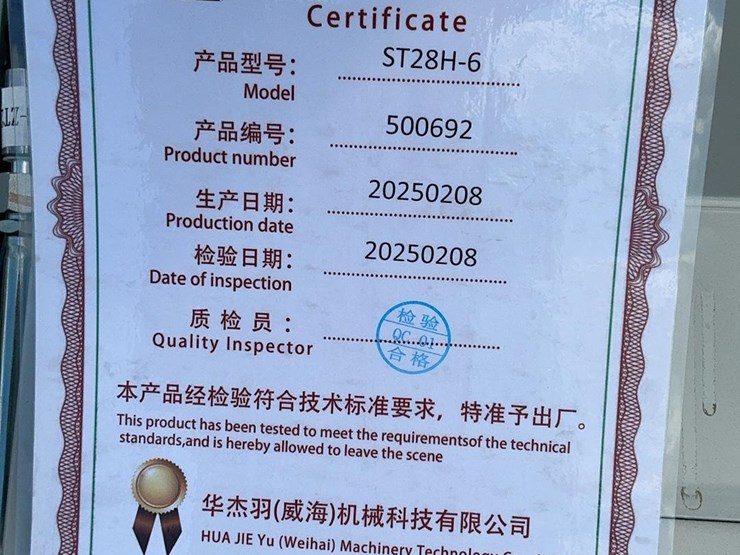 Certificate
产品型号: ST28H-6
Model
产品编号: 500692
Product number
生产日期: 20250208
Production date
检验日期: 20250208
Date of inspection
质检员:
Quality Inspector
检验
QC 01
合格
本产品经检验符合技术标准要求，特准予出厂。
This product has been tested to meet the requirementsof the technical
standards,and is hereby allowed to leave the scene
华杰羽(威海)机械科技有限公司
HUA JIE Yu (Weihai) Machinery Technology